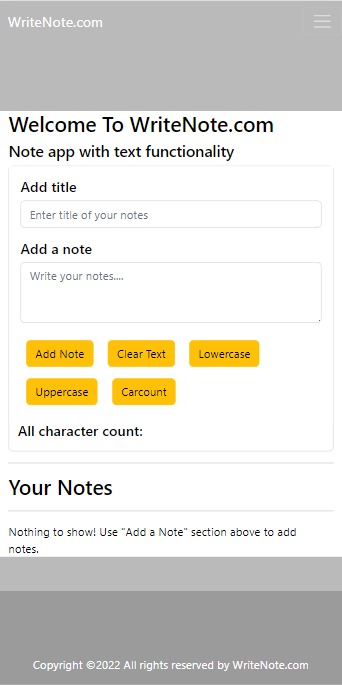 WriteNote.com
Welcome To WriteNote.com
Note app with text functionality
Add title
Enter title of your notes
Add a note
Write your notes....
Add Note
Clear Text
Lowercase
Uppercase
Carcount
All character count:
Your Notes
Nothing to show! Use "Add a Note" section above to add
notes.
Copyright ©2022 All rights reserved by WriteNote.com